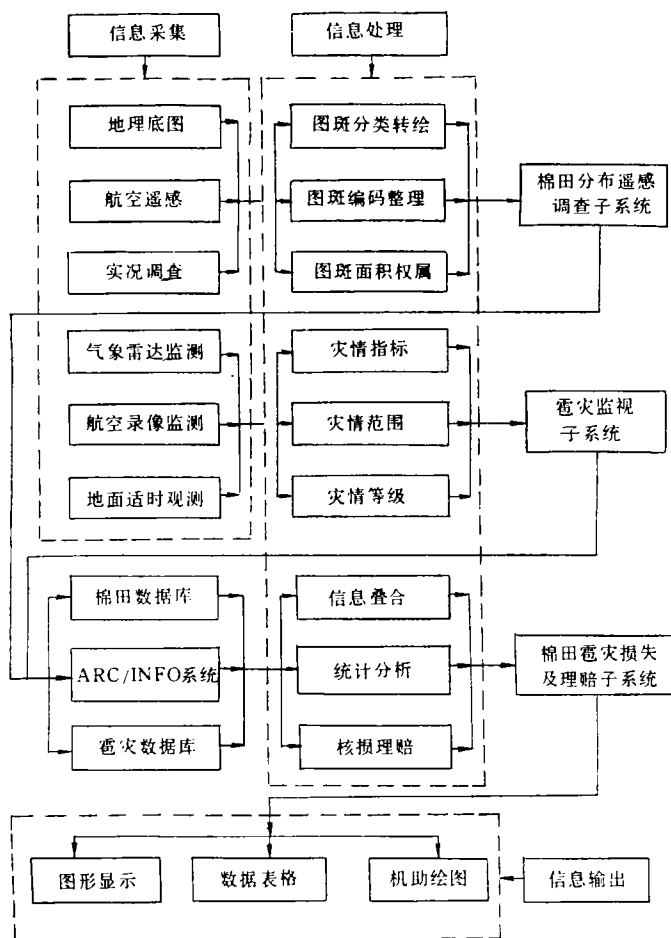 信息采集
信息处理
地理底图
图斑分类转绘
航空遥感
图斑编码整理
棉田分布遥感
调查子系统
实况调查
图斑面积权属
气象雷达监测
灾情指标
航空录像监测
灾情范围
雹灾监视
子系统
地面适时观测
灾情等级
棉田数据库
信息叠合
ARC/INFO系统
统计分析
棉田雹灾损失
及理赔子系统
雹灾数据库
核损理赔
图形显示
数据表格
机助绘图
信息输出